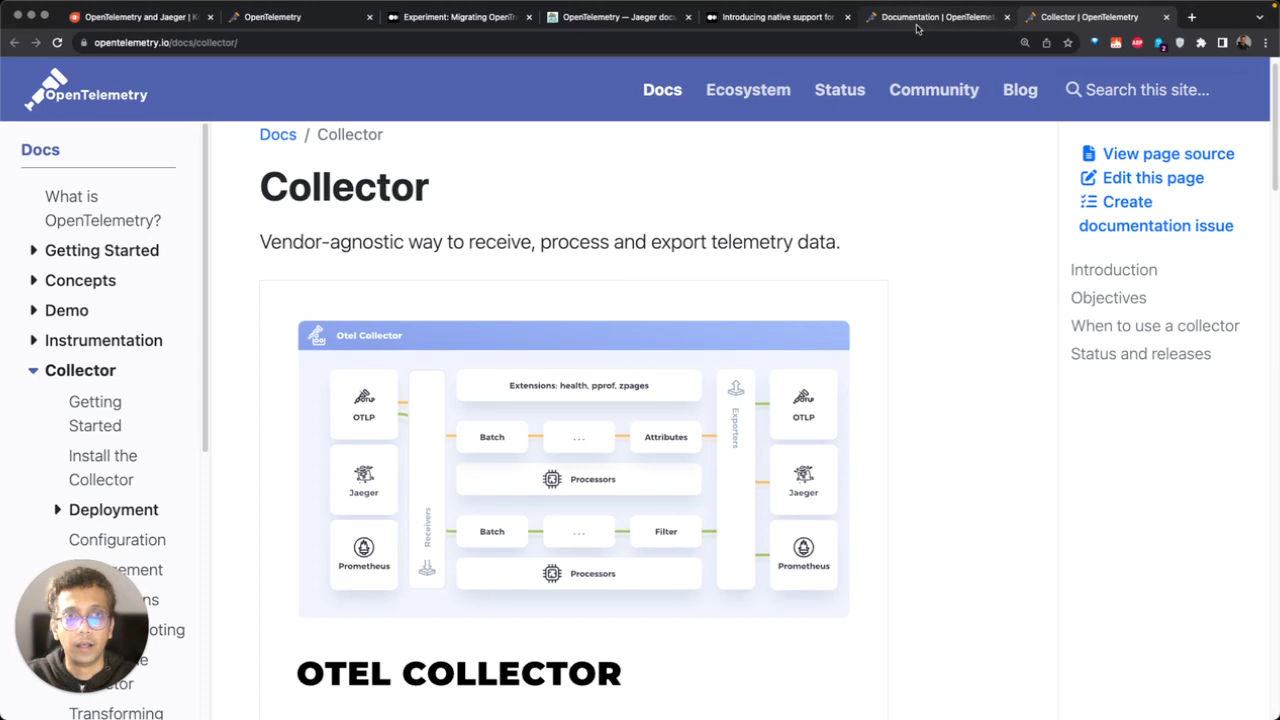 OpenTelemetry and Jaeger | K
OpenTelemetry
Experiment: Migrating OpenTr
OpenTelemetry — Jaeger doc
Introducing native support for
Documentation | OpenTelemet
Collector | OpenTelemetry
opentelemetry.io/docs/collector/
OpenTelemetry
Docs
Ecosystem
Status
Community
Blog
Search this site...
Docs
What is
OpenTelemetry?
Getting Started
Concepts
Demo
Instrumentation
Collector
Getting
Started
Install the
Collector
Deployment
Configuration
Transforming
Docs / Collector
Collector
Vendor-agnostic way to receive, process and export telemetry data.
Otel Collector
OTLP
Jaeger
Prometheus
Receivers
Extensions: health, pprof, zpages
Batch
...
Attributes
Processors
Batch
...
Filter
Processors
Exporters
OTLP
Jaeger
Prometheus
OTEL COLLECTOR
View page source
Edit this page
Create
documentation issue
Introduction
Objectives
When to use a collector
Status and releases